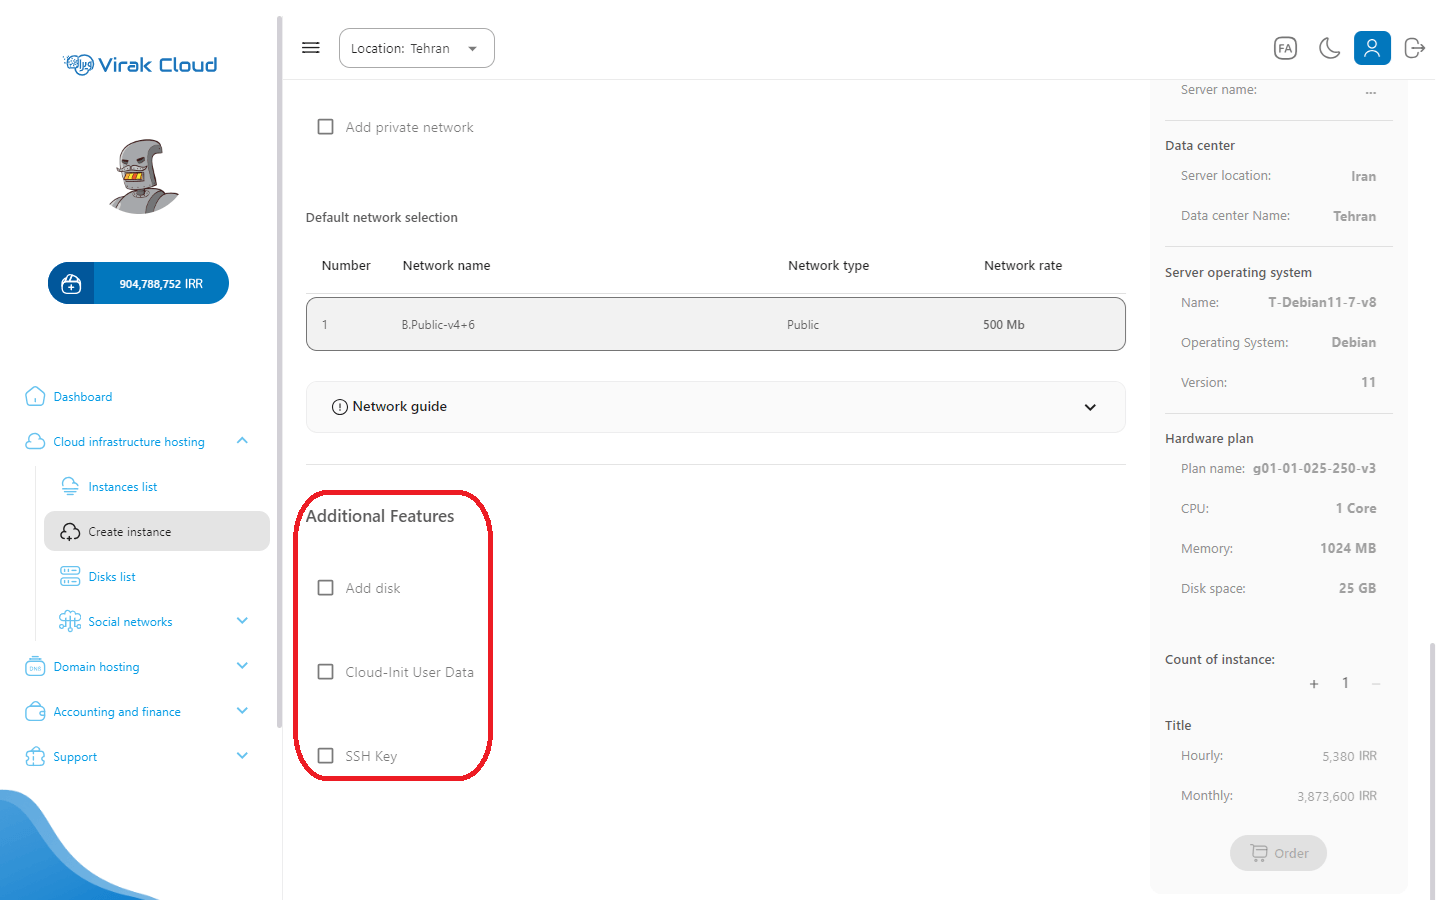 Virak Cloud
904,788,752 IRR
Dashboard
Cloud infrastructure hosting
Instances list
Create instance
Disks list
Social networks
DNS
Domain hosting
Accounting and finance
Support
Location: Tehran
FA
Add private network
Default network selection
Number Network name Network type Network rate
1 B.Public-v4+6 Public 500 Mb
Network guide
Additional Features
Add disk
Cloud-Init User Data
SSH Key
Server name: ...
Data center
Server location: Iran
Data center Name: Tehran
Server operating system
Name: T-Debian11-7-v8
Operating System: Debian
Version: 11
Hardware plan
Plan name: g01-01-025-250-v3
CPU: 1 Core
Memory: 1024 MB
Disk space: 25 GB
Count of instance:
+ 1 −
Title
Hourly: 5,380 IRR
Monthly: 3,873,600 IRR
Order